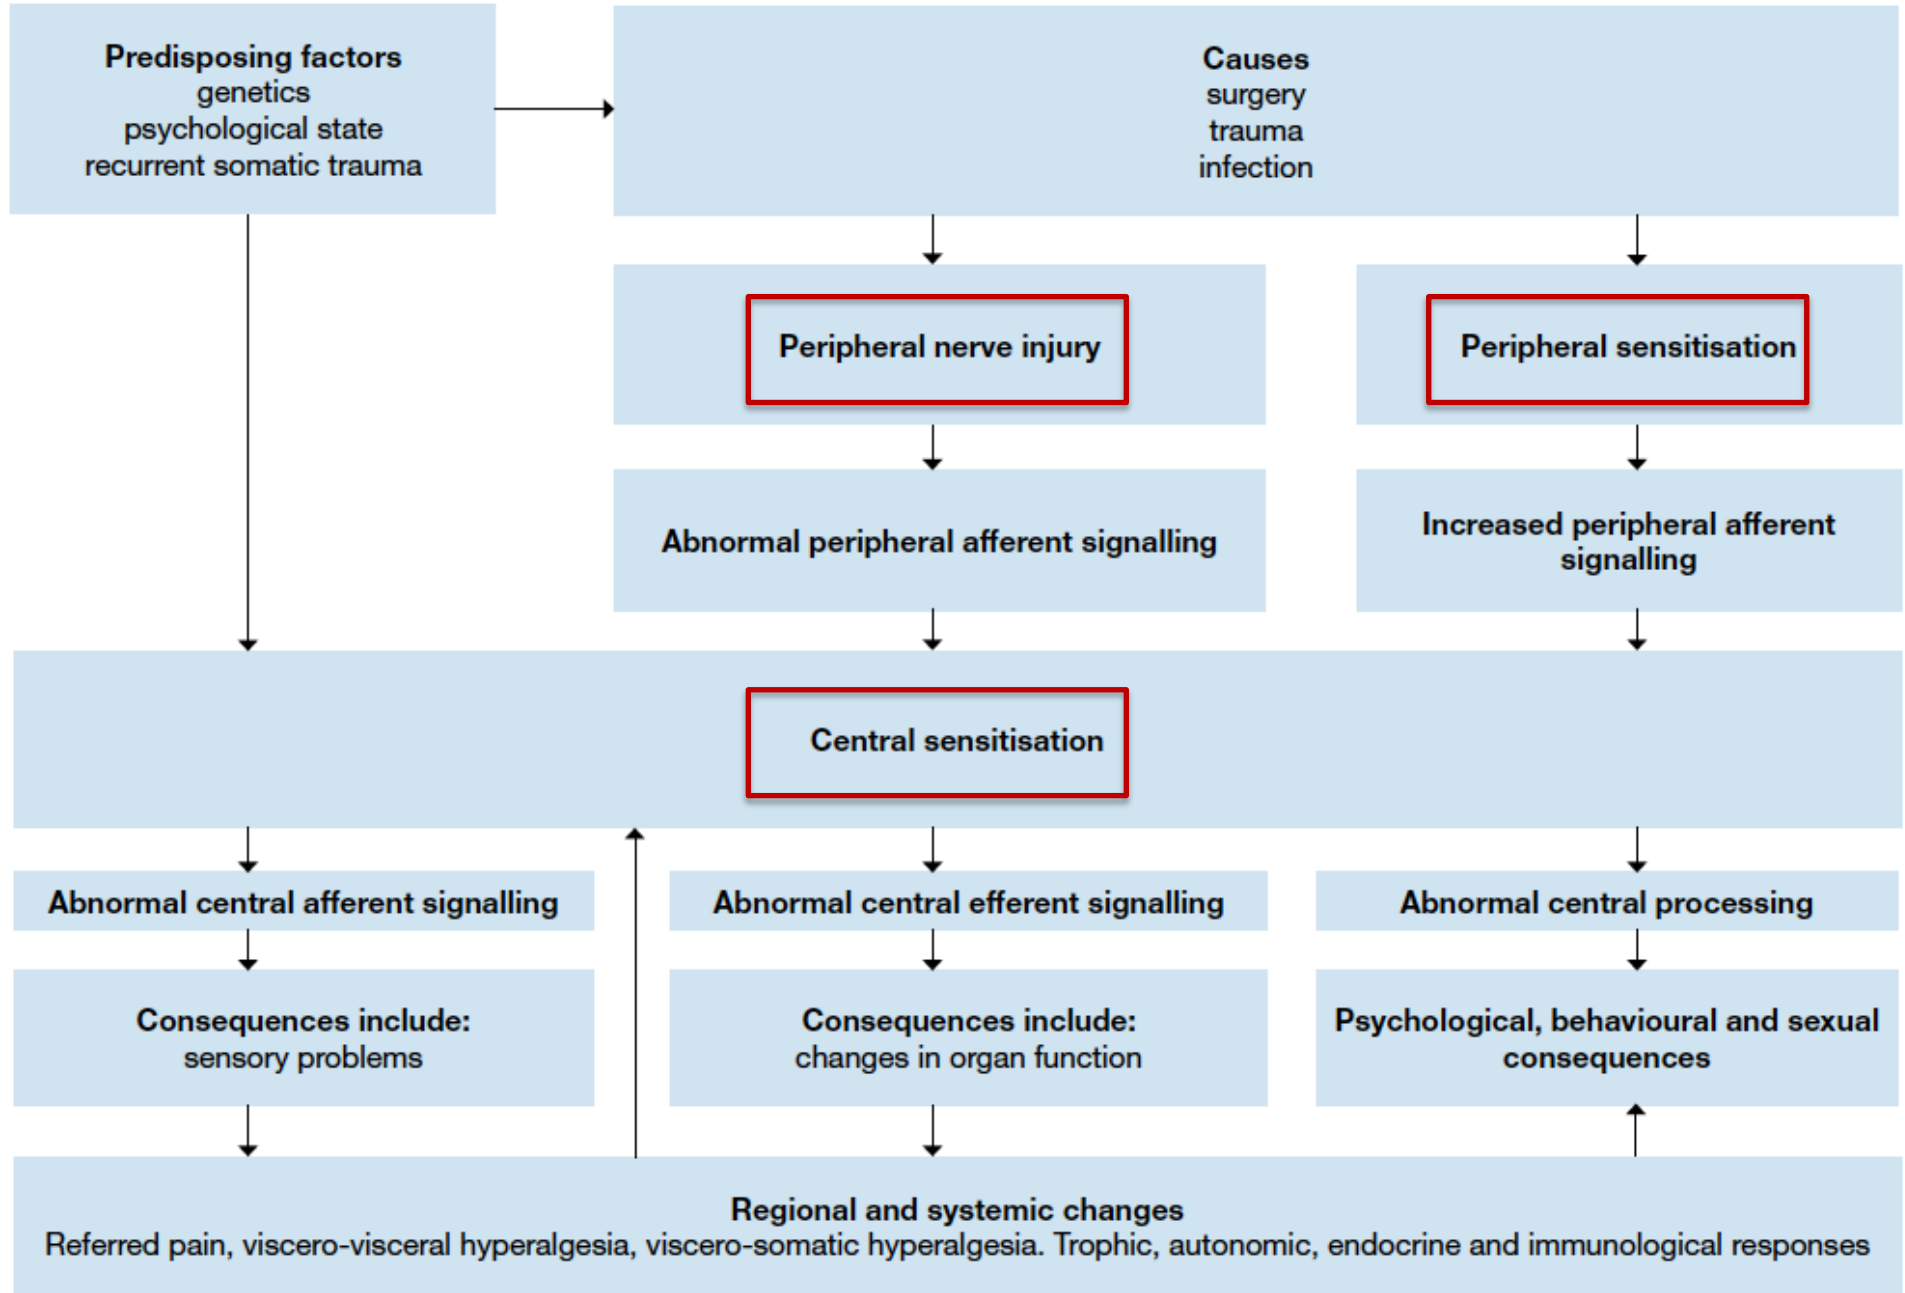 Predisposing factors
genetics
psychological state
recurrent somatic trauma
Causes
surgery
trauma
infection
Peripheral nerve injury
Peripheral sensitisation
Abnormal peripheral afferent signalling
Increased peripheral afferent
signalling
Central sensitisation
Abnormal central afferent signalling
Abnormal central efferent signalling
Abnormal central processing
Consequences include:
sensory problems
Consequences include:
changes in organ function
Psychological, behavioural and sexual
consequences
Regional and systemic changes
Referred pain, viscero-visceral hyperalgesia, viscero-somatic hyperalgesia. Trophic, autonomic, endocrine and immunological responses